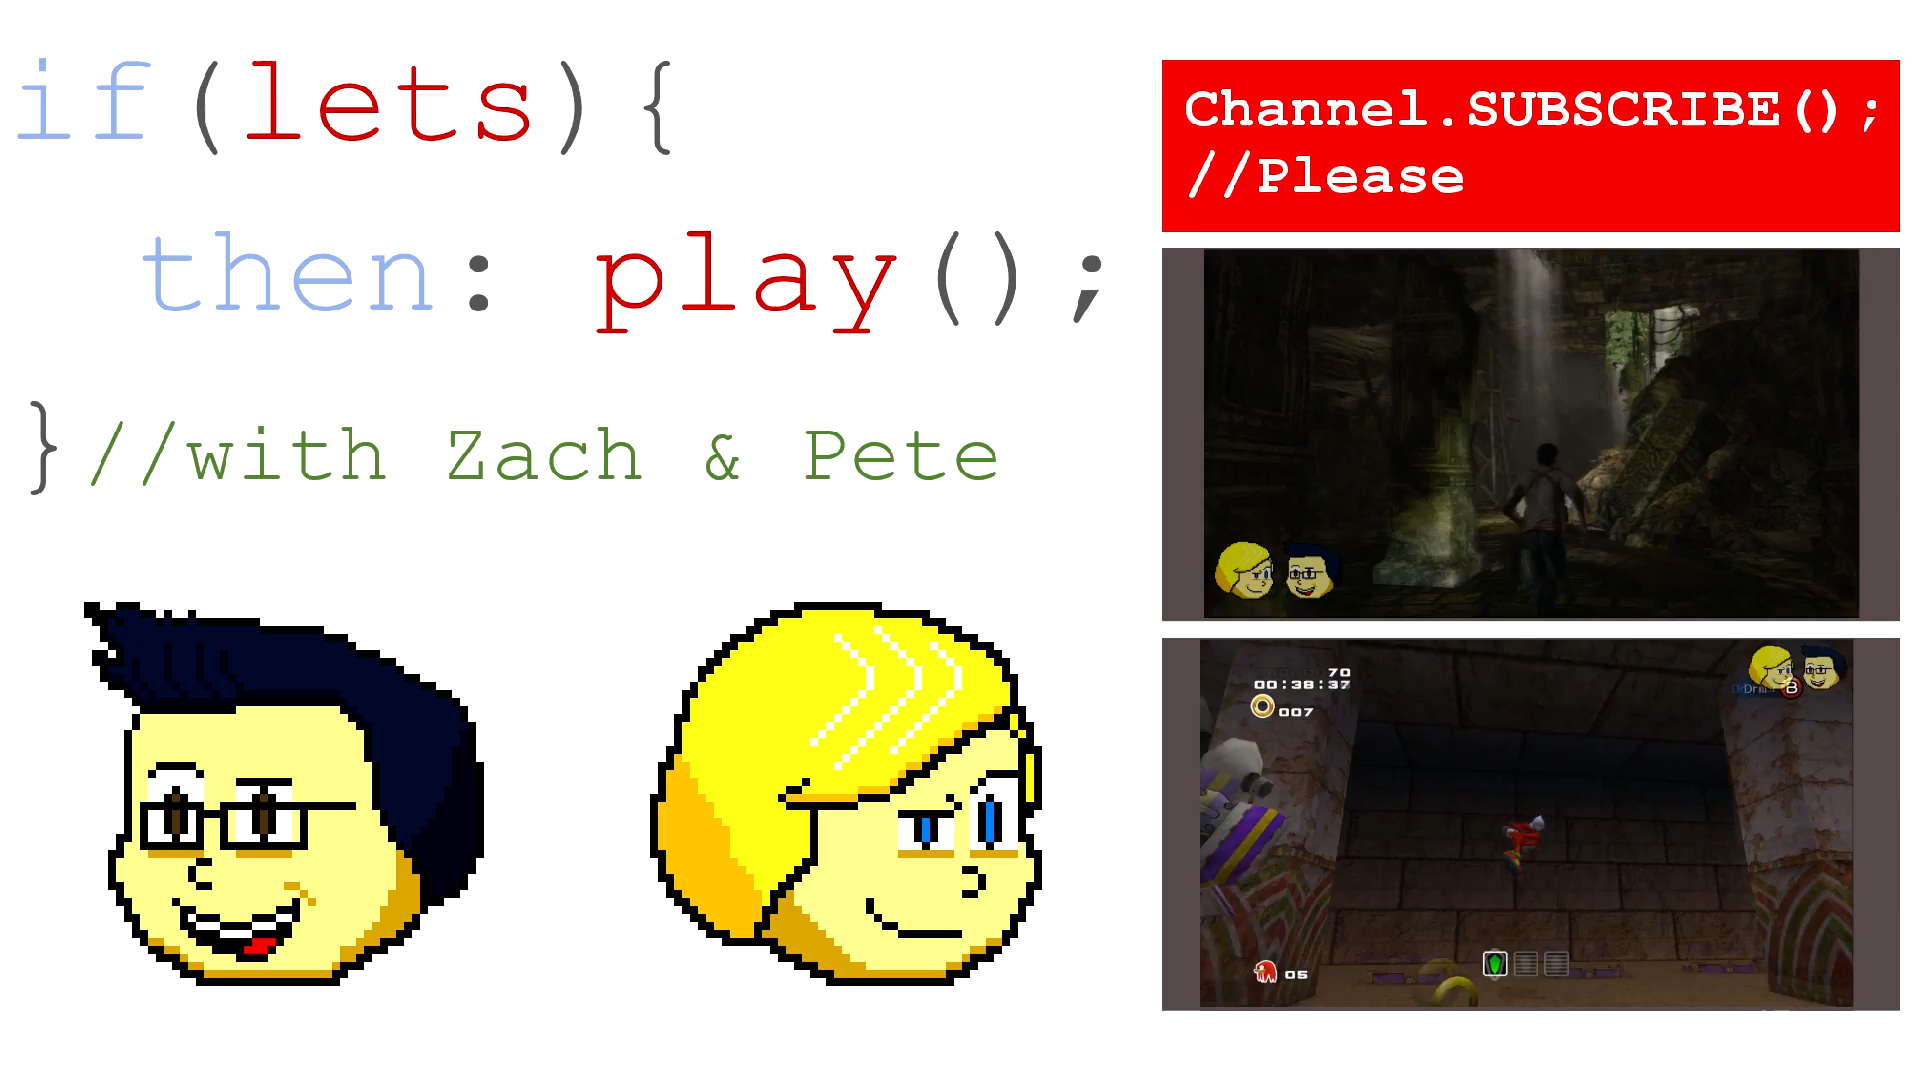 if(lets){
then: play();
}//with Zach & Pete
Channel.SUBSCRIBE();
//Please
70
00:38:37
007
B
05